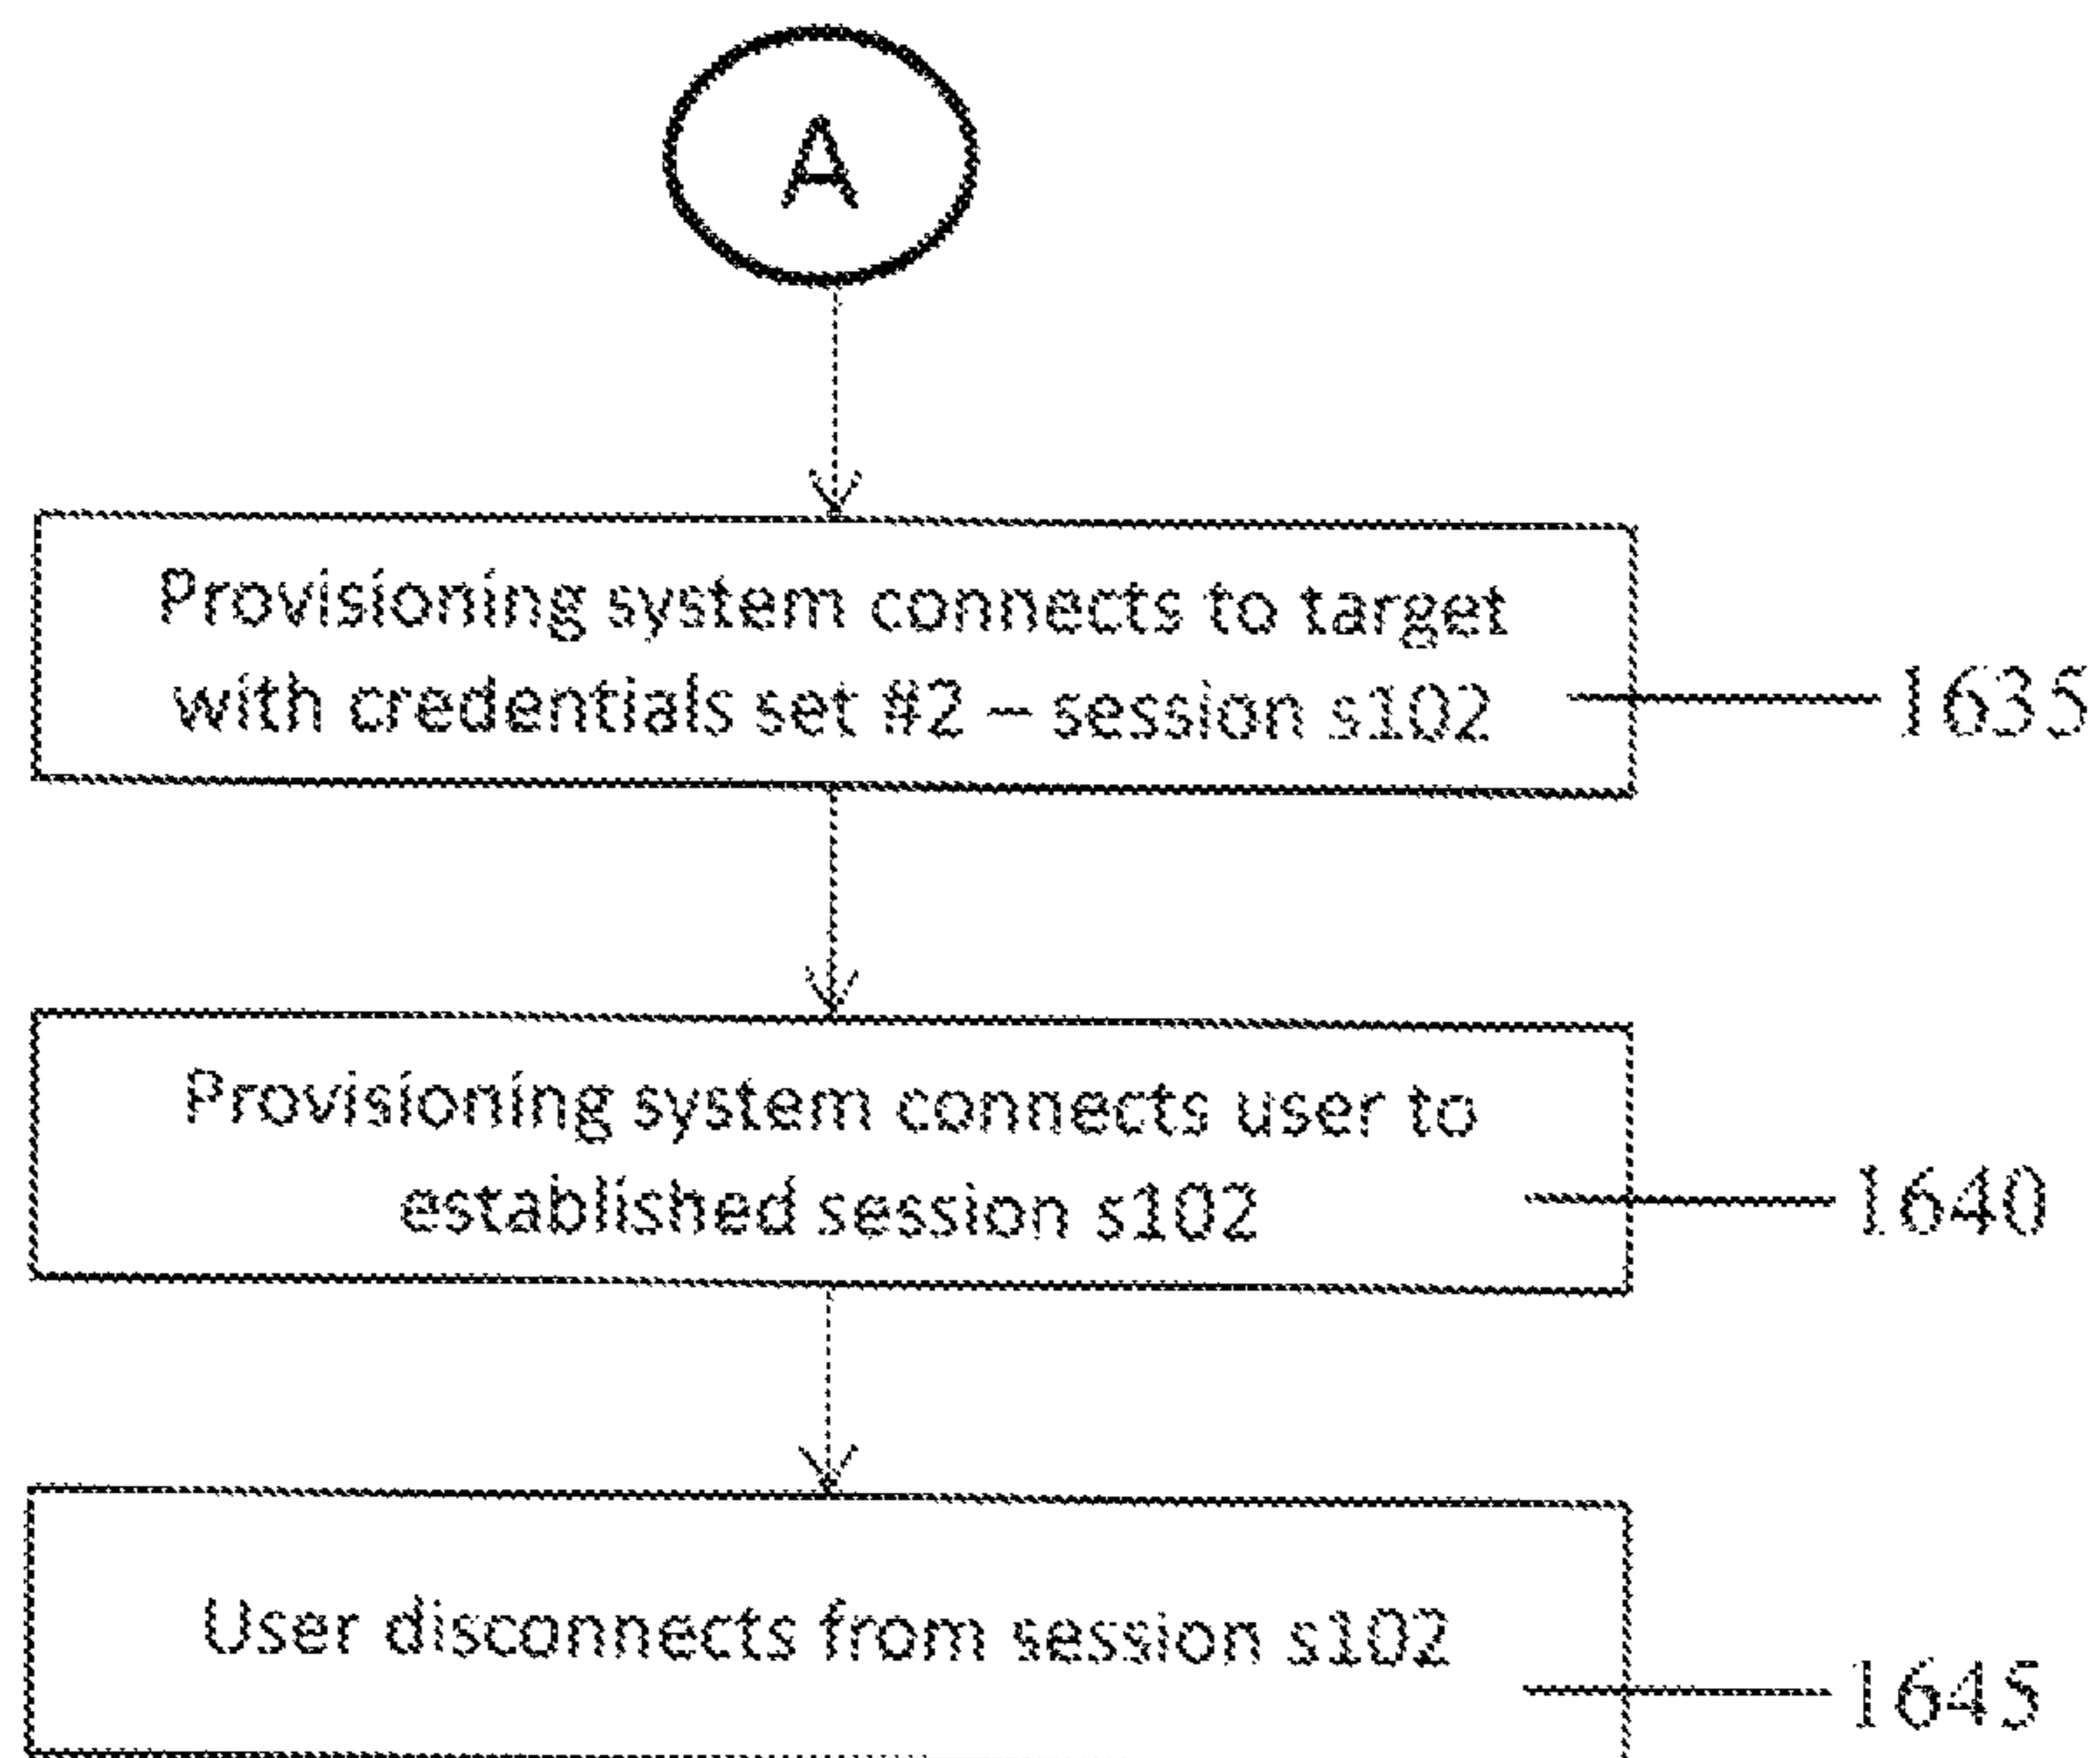 A
Provisioning system connects to target
with credentials set #2 – session s102
1635
Provisioning system connects user to
established session s102
1640
User disconnects from session s102
1645